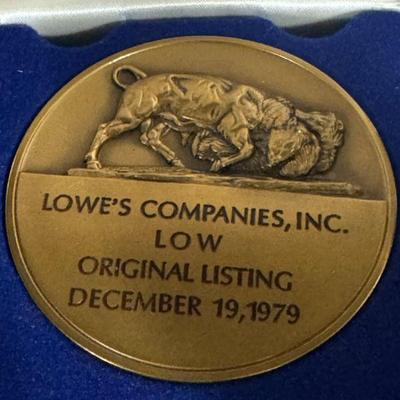 LOWE'S COMPANIES, INC.
LOW
ORIGINAL LISTING
DECEMBER 19, 1979